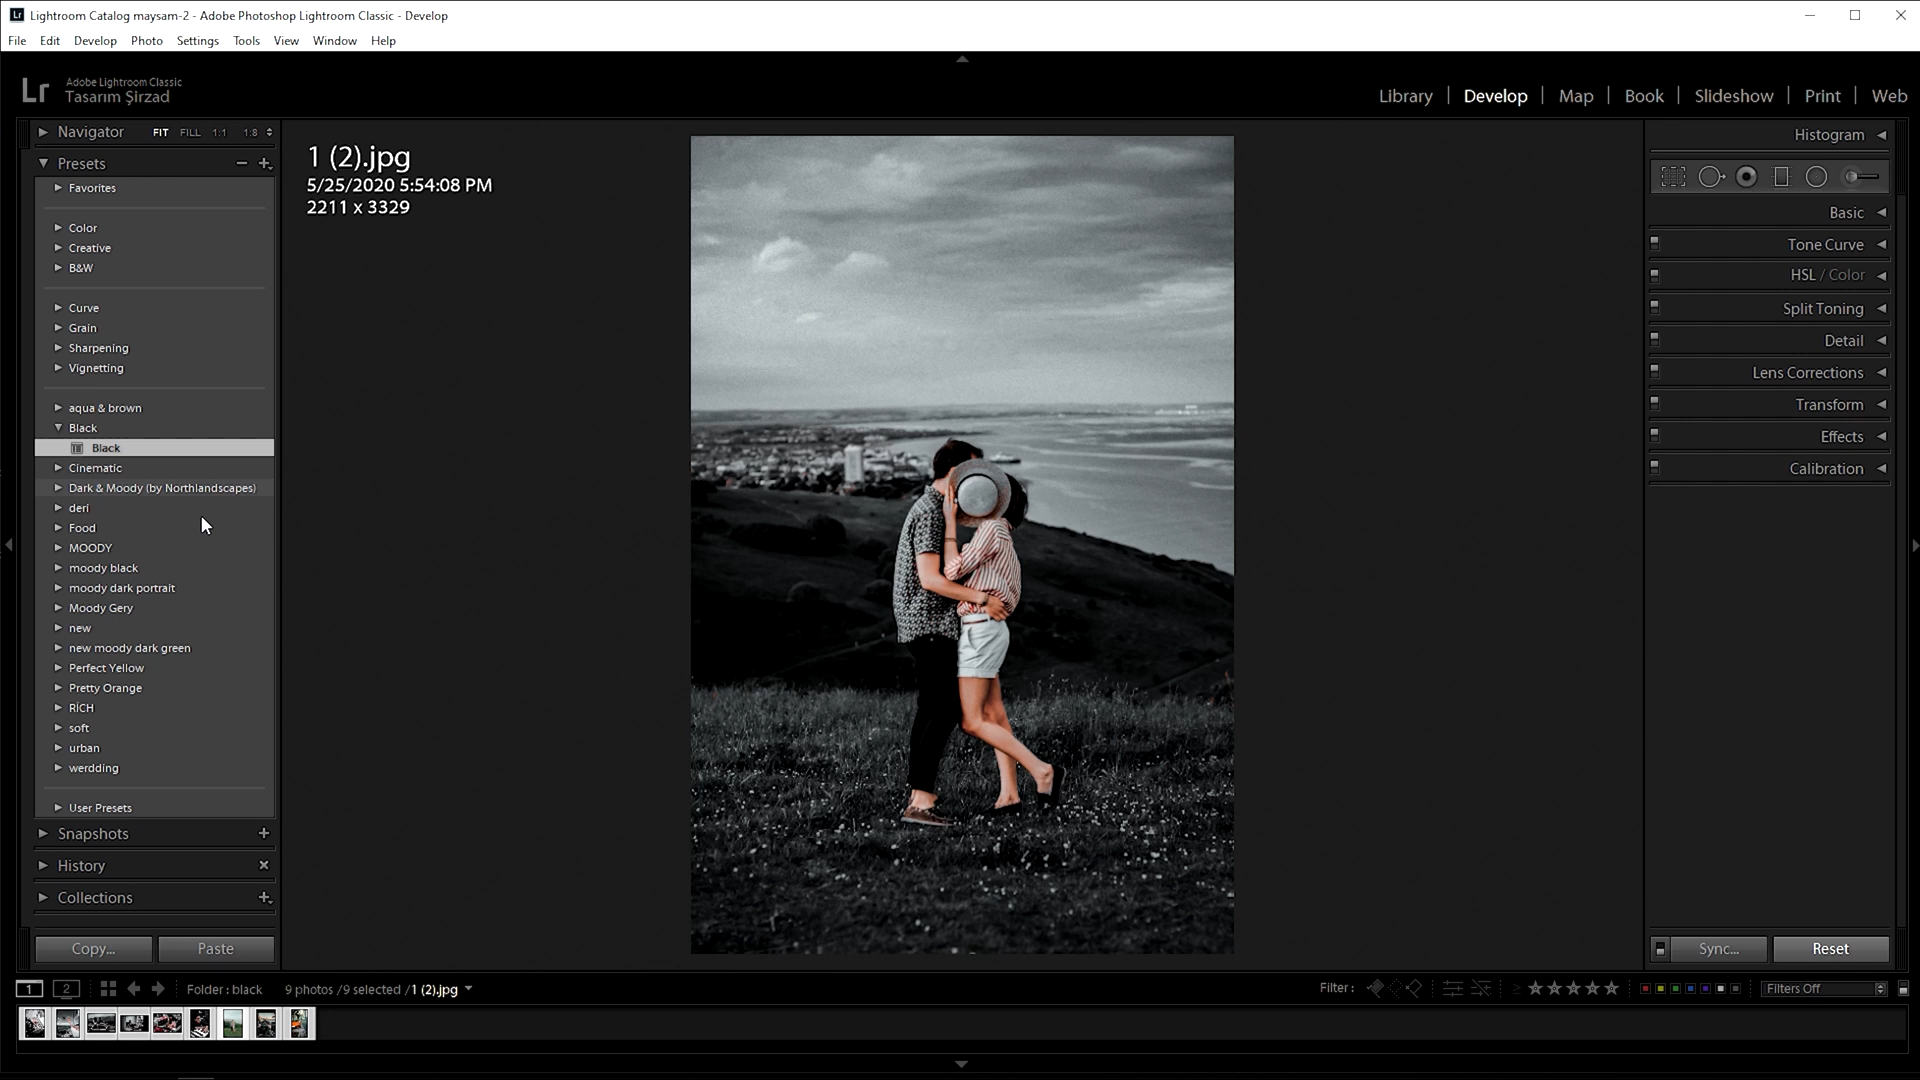 Lr Lightroom Catalog maysam-2 - Adobe Photoshop Lightroom Classic - Develop
File Edit Develop Photo Settings Tools View Window Help
Lr Adobe Lightroom Classic
Tasarım Şirzad
Library | Develop | Map | Book | Slideshow | Print | Web
Navigator FIT FILL 1:1 1:8
Presets
Favorites
Color
Creative
B&W
Curve
Grain
Sharpening
Vignetting
aqua & brown
Black
Black
Cinematic
Dark & Moody (by Northlandscapes)
deri
Food
MOODY
moody black
moody dark portrait
Moody Gery
new
new moody dark green
Perfect Yellow
Pretty Orange
RİCH
soft
urban
werdding
User Presets
Snapshots
History
Collections
Copy... Paste
1 (2).jpg
5/25/2020 5:54:08 PM
2211 x 3329
Histogram
Basic
Tone Curve
HSL / Color
Split Toning
Detail
Lens Corrections
Transform
Effects
Calibration
Sync... Reset
1 2 Folder : black 9 photos /9 selected /1 (2).jpg Filter : ≥ Filters Off